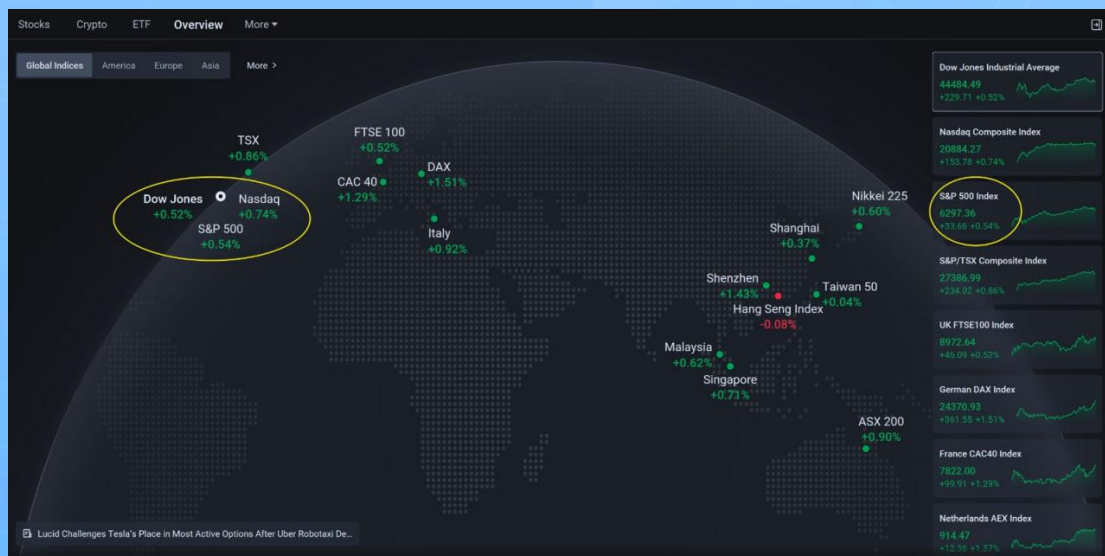 Stocks Crypto ETF Overview More
Global Indices America Europe Asia More >
TSX
+0.86%
Dow Jones
+0.52%
Nasdaq
+0.74%
S&P 500
+0.54%
FTSE 100
+0.52%
CAC 40
+1.29%
DAX
+1.51%
Italy
+0.92%
Nikkei 225
+0.60%
Shanghai
+0.37%
Shenzhen
+1.43%
Taiwan 50
+0.04%
Hang Seng Index
-0.08%
Malaysia
+0.62%
Singapore
+0.71%
ASX 200
+0.90%
Lucid Challenges Tesla's Place in Most Active Options After Uber Robotaxi De...
Dow Jones Industrial Average
44484.49
+229.71 +0.52%
Nasdaq Composite Index
20884.27
+153.78 +0.74%
S&P 500 Index
6297.36
+33.66 +0.54%
S&P/TSX Composite Index
27386.99
+234.02 +0.86%
UK FTSE100 Index
8972.64
+46.09 +0.52%
German DAX Index
24370.93
+361.55 +1.51%
France CAC40 Index
7822.00
+99.91 +1.29%
Netherlands AEX Index
914.47
+12.36 +1.37%